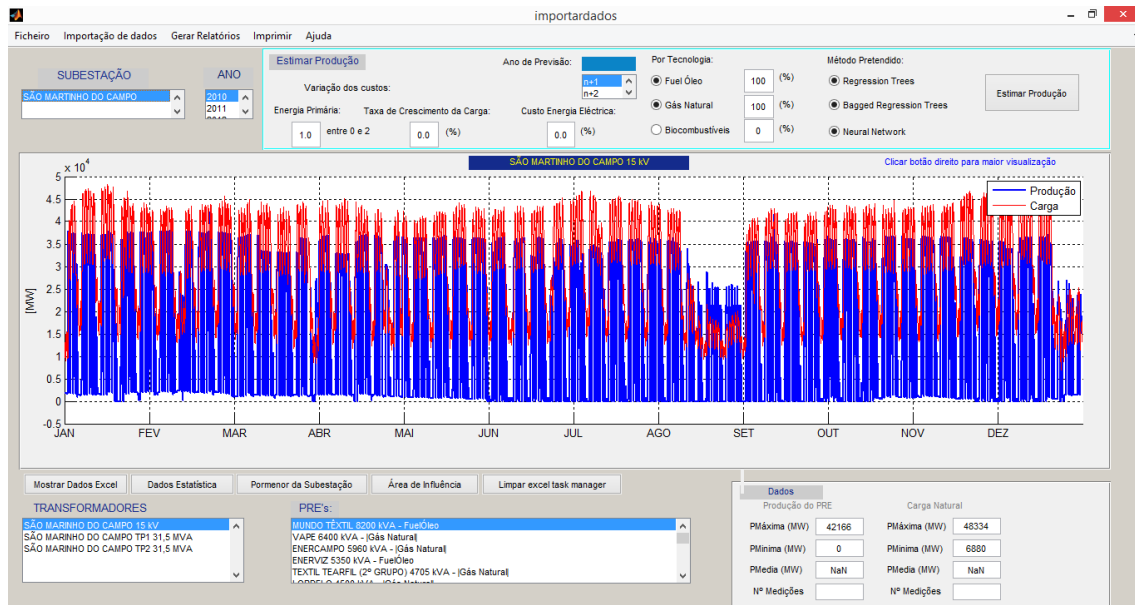 importardados
Ficheiro Importação de dados Gerar Relatórios Imprimir Ajuda
SUBESTAÇÃO
SÃO MARTINHO DO CAMPO
ANO
2010
2011
Estimar Produção
Variação dos custos:
Energia Primária: Taxa de Crescimento da Carga: Custo Energia Eléctrica:
1.0 entre 0 e 2 0.0 (%) 0.0 (%)
Ano de Previsão:
n+1
n+2
Por Tecnologia:
Fuel Óleo 100 (%)
Gás Natural 100 (%)
Biocombustíveis 0 (%)
Método Pretendido:
Regression Trees
Bagged Regression Trees
Neural Network
Estimar Produção
SÃO MARTINHO DO CAMPO 15 kV
Clicar botão direito para maior visualização
x 10^4
Produção
Carga
[MW]
5
4.5
4
3.5
3
2.5
2
1.5
1
0.5
0
-0.5
JAN FEV MAR ABR MAI JUN JUL AGO SET OUT NOV DEZ
Mostrar Dados Excel Dados Estatística Pormenor da Subestação Área de Influência Limpar excel task manager
TRANSFORMADORES
SÃO MARINHO DO CAMPO 15 kV
SÃO MARINHO DO CAMPO TP1 31,5 MVA
SÃO MARINHO DO CAMPO TP2 31,5 MVA
PRE's:
MUNDO TÊXTIL 8200 kVA - FuelÓleo
VAPE 6400 kVA - |Gás Natural|
ENERCAMPO 5960 kVA - |Gás Natural|
ENERVIZ 5350 kVA - FuelÓleo
TEXTIL TEARFIL (2º GRUPO) 4705 kVA - |Gás Natural|
Dados
Produção do PRE Carga Natural
PMáxima (MW) 42166 PMáxima (MW) 48334
PMinima (MW) 0 PMinima (MW) 6880
PMedia (MW) NaN PMedia (MW) NaN
Nº Medições Nº Medições